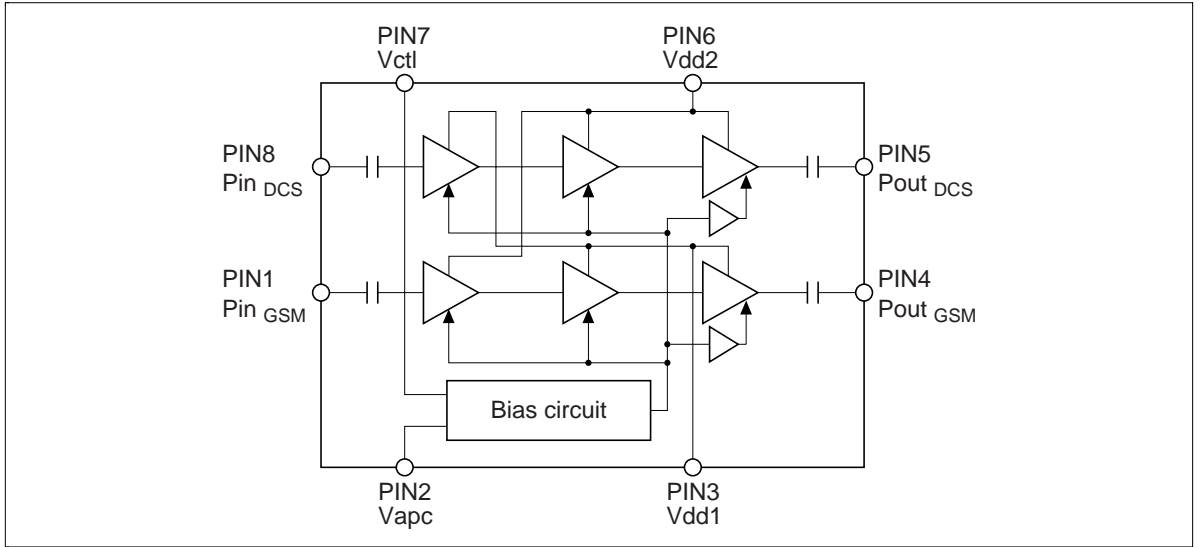 PIN7
Vctl
PIN6
Vdd2
PIN8
Pin DCS
PIN5
Pout DCS
PIN1
Pin GSM
PIN4
Pout GSM
Bias circuit
PIN2
Vapc
PIN3
Vdd1